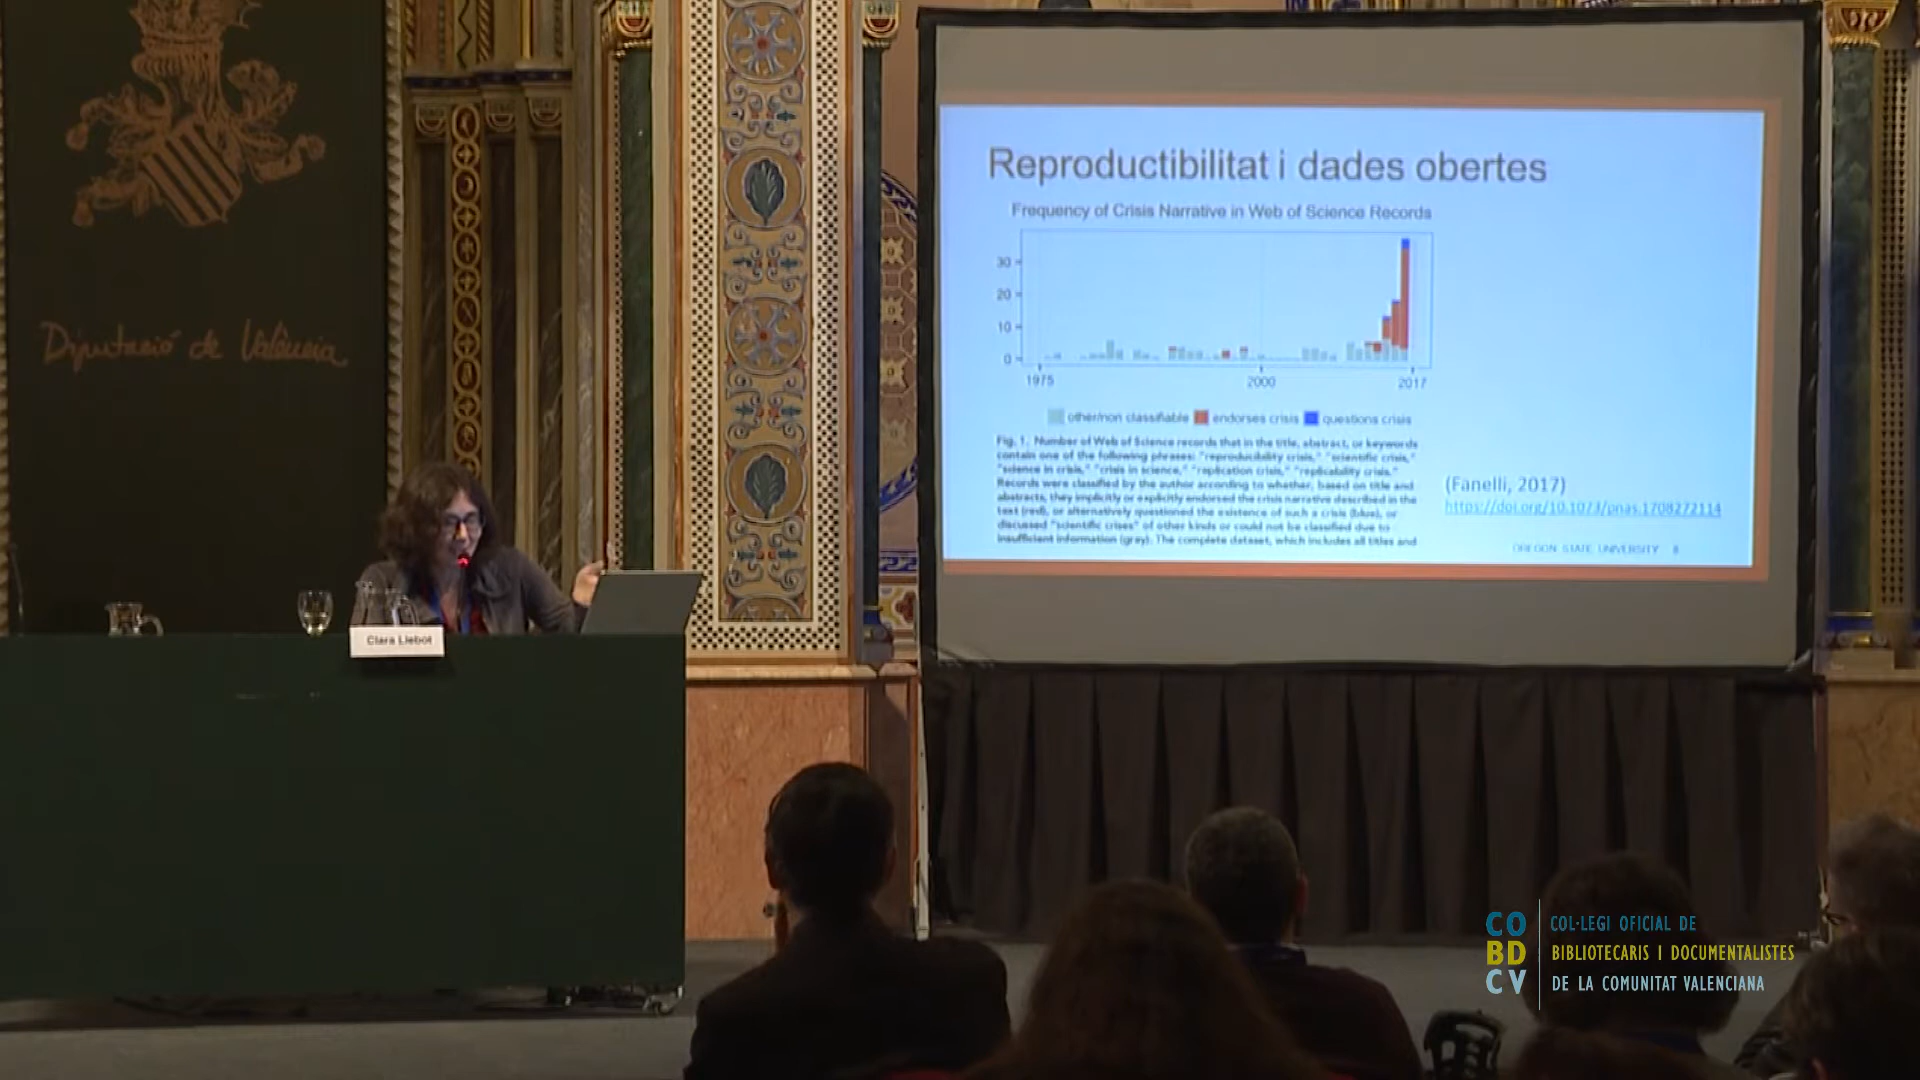 Diputació de València
Clara Llebot
Reproductibilitat i dades obertes
Frequency of Crisis Narrative in Web of Science Records
30
20
10
0
1975 2000 2017
other/non classifiable endorses crisis questions crisis
Fig. 1. Number of Web of Science records that in the title, abstract, or keywords
contain one of the following phrases: "reproducibility crisis," "scientific crisis,"
"science in crisis," "crisis in science," "replication crisis," "replicability crisis."
Records were classified by the author according to whether, based on title and
abstracts, they implicitly or explicitly endorsed the crisis narrative described in the
text (red), or alternatively questioned the existence of such a crisis (blue), or
discussed "scientific crises" of other kinds or could not be classified due to
insufficient information (gray). The complete dataset, which includes all titles and
(Fanelli, 2017)
https://doi.org/10.1073/pnas.1708272114
OREGON STATE UNIVERSITY 8
CO
BD
CV
COL·LEGI OFICIAL DE
BIBLIOTECARIS I DOCUMENTALISTES
DE LA COMUNITAT VALENCIANA